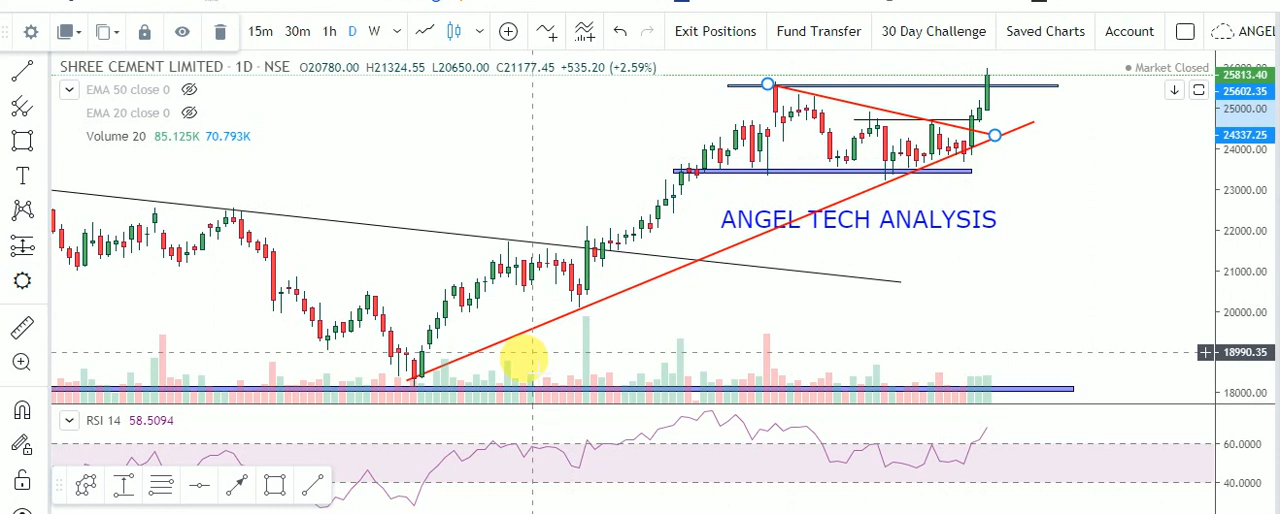 15m 30m 1h D W Exit Positions Fund Transfer 30 Day Challenge Saved Charts Account ANGEL
SHREE CEMENT LIMITED · 1D · NSE O20780.00 H21324.55 L20650.00 C21177.45 +535.20 (+2.59%) Market Closed
EMA 50 close 0
EMA 20 close 0
Volume 20 85.125K 70.793K
25813.40
25602.35
25000.00
24337.25
24000.00
23000.00
ANGEL TECH ANALYSIS
22000.00
21000.00
20000.00
18990.35
18000.00
RSI 14 58.5094
60.0000
40.0000